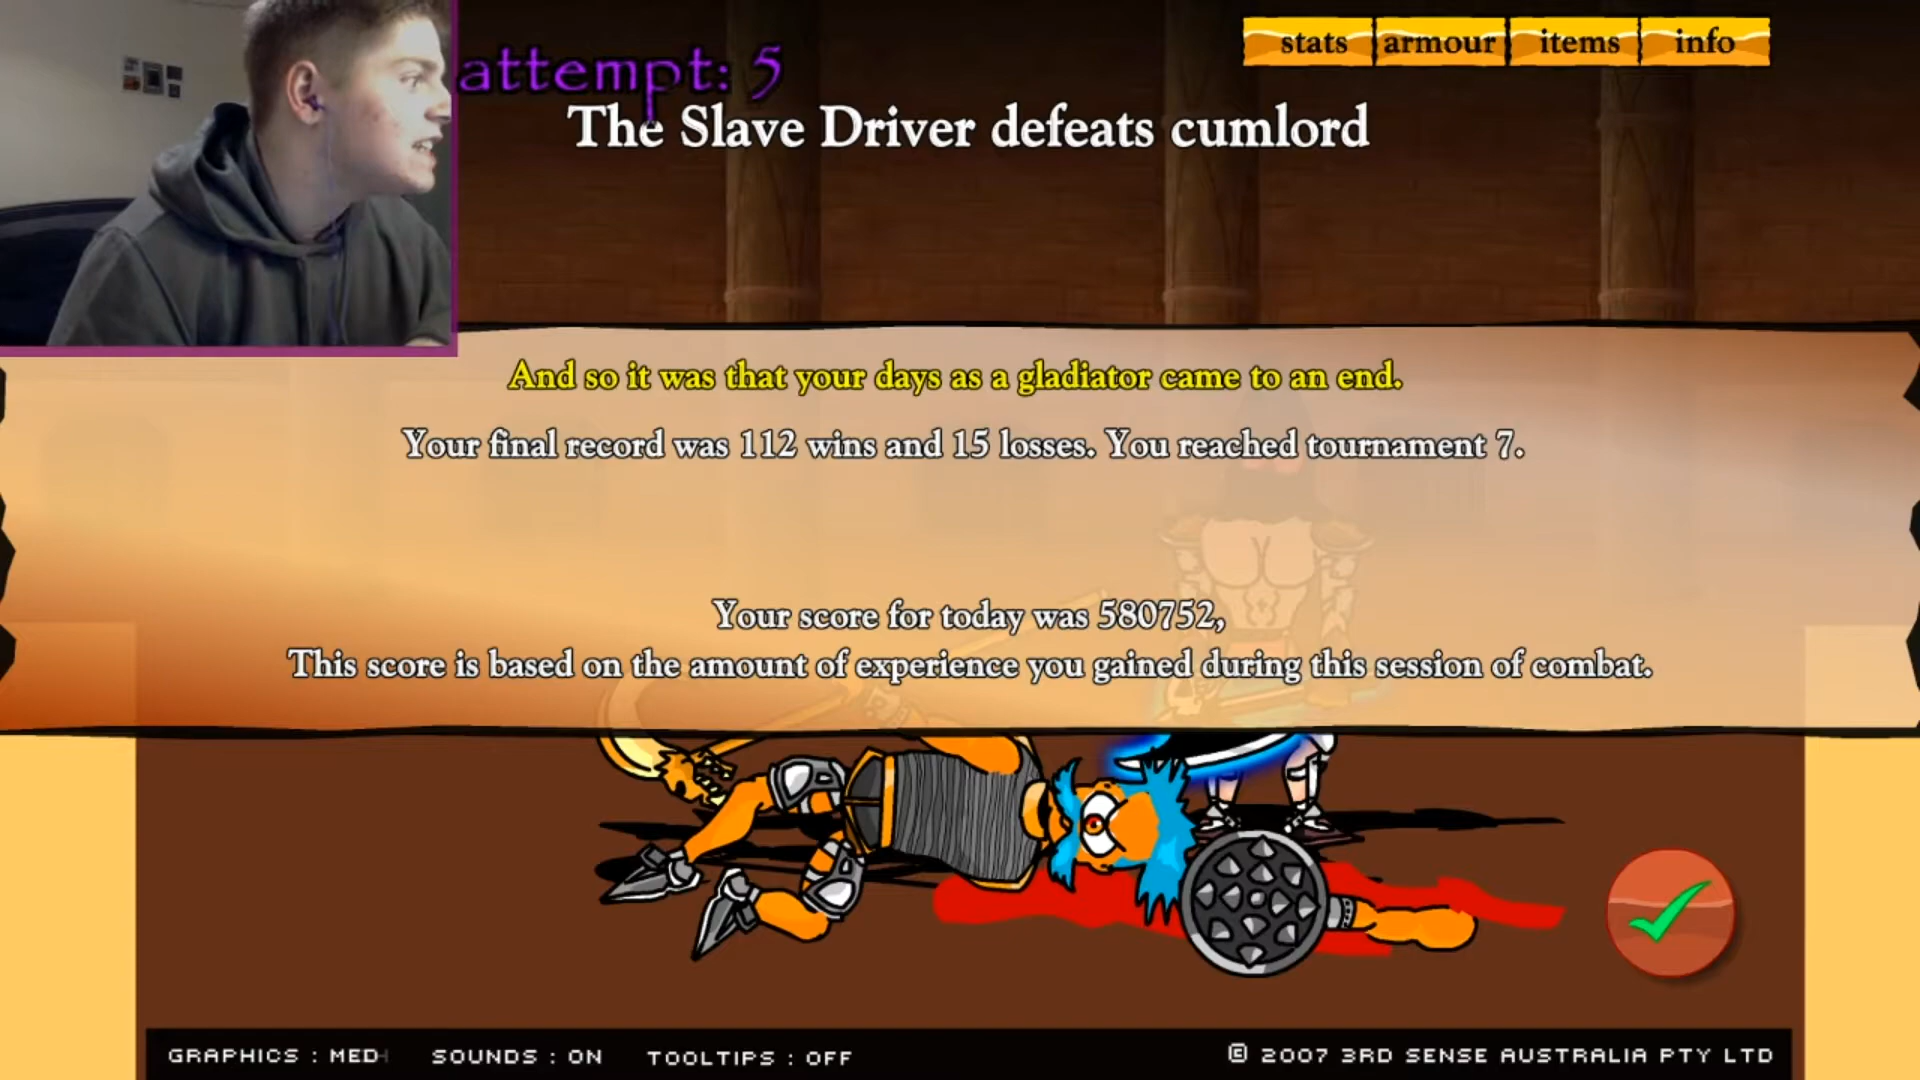 stats armour items info
attempt: 5
The Slave Driver defeats cumlord
And so it was that your days as a gladiator came to an end.
Your final record was 112 wins and 15 losses. You reached tournament 7.
Your score for today was 580752,
This score is based on the amount of experience you gained during this session of combat.
GRAPHICS : MED SOUNDS : ON TOOLTIPS : OFF © 2007 3RD SENSE AUSTRALIA PTY LTD